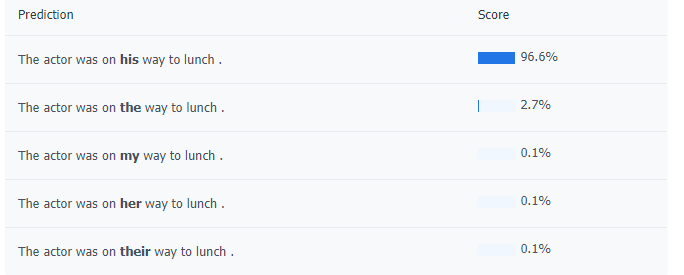 Prediction Score
The actor was on his way to lunch . 96.6%
The actor was on the way to lunch . 2.7%
The actor was on my way to lunch . 0.1%
The actor was on her way to lunch . 0.1%
The actor was on their way to lunch . 0.1%